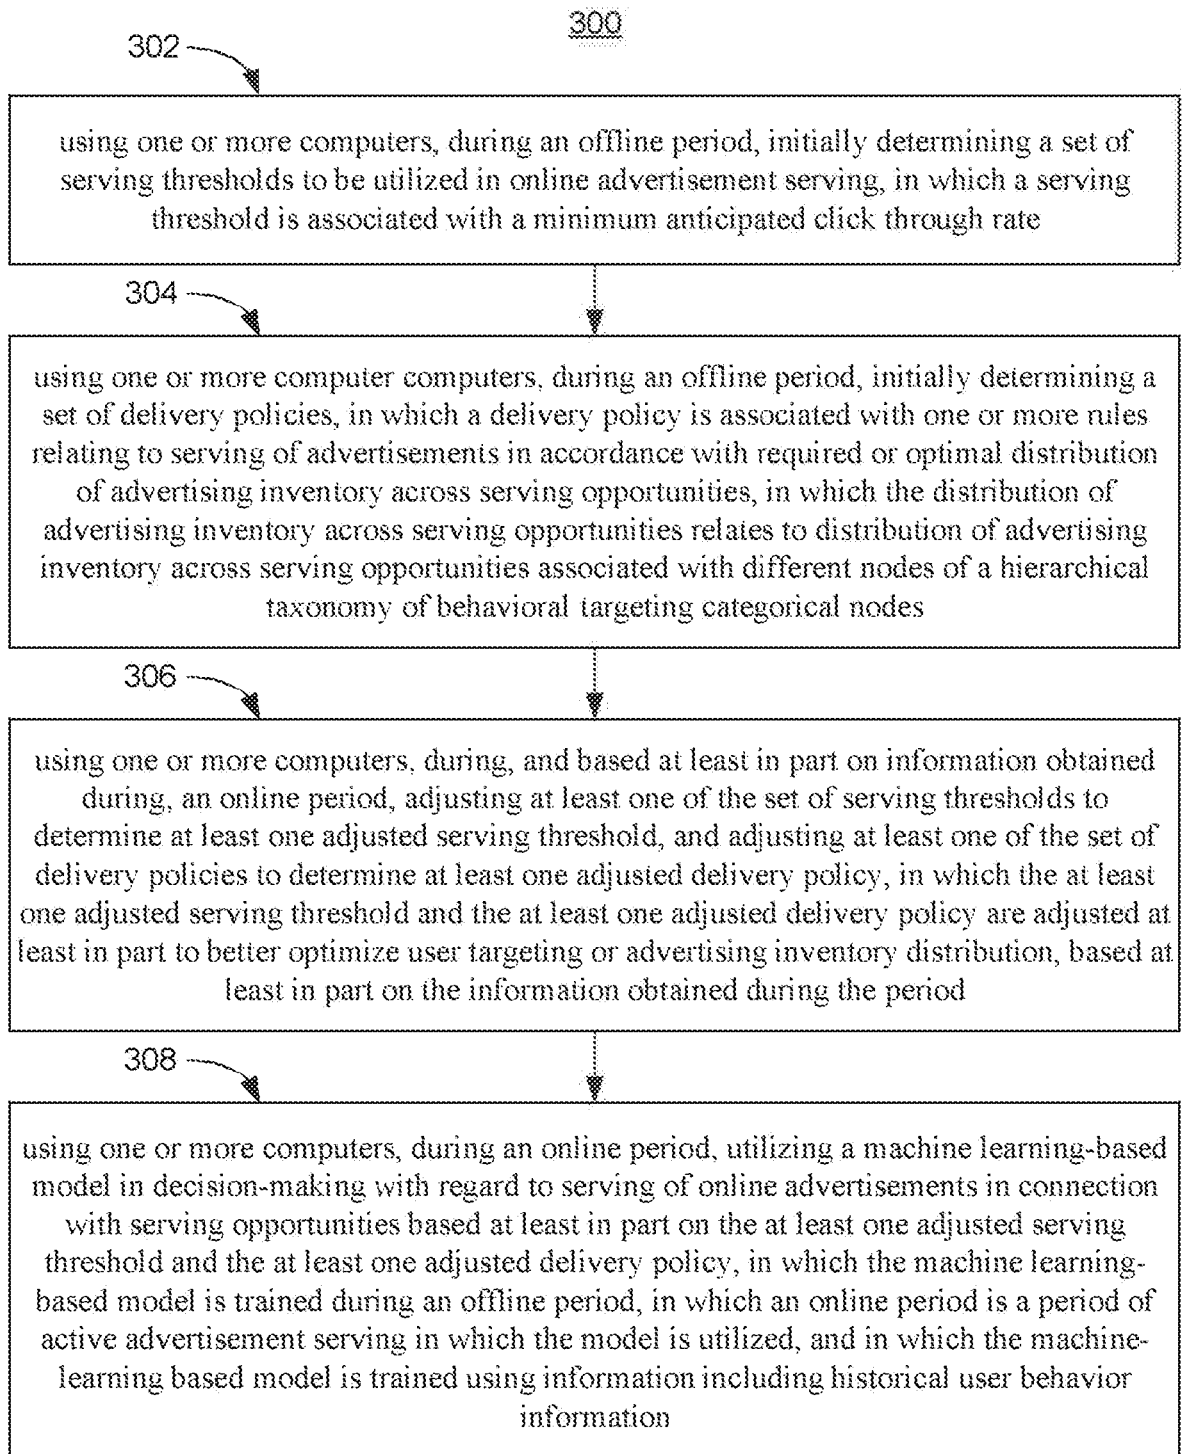 300
302
using one or more computers, during an offline period, initially determining a set of
serving thresholds to be utilized in online advertisement serving, in which a serving
threshold is associated with a minimum anticipated click through rate
304
using one or more computer computers, during an offline period, initially determining a
set of delivery policies, in which a delivery policy is associated with one or more rules
relating to serving of advertisements in accordance with required or optimal distribution
of advertising inventory across serving opportunities, in which the distribution of
advertising inventory across serving opportunities relates to distribution of advertising
inventory across serving opportunities associated with different nodes of a hierarchical
taxonomy of behavioral targeting categorical nodes
306
using one or more computers, during, and based at least in part on information obtained
during, an online period, adjusting at least one of the set of serving thresholds to
determine at least one adjusted serving threshold, and adjusting at least one of the set of
delivery policies to determine at least one adjusted delivery policy, in which the at least
one adjusted serving threshold and the at least one adjusted delivery policy are adjusted at
least in part to better optimize user targeting or advertising inventory distribution, based at
least in part on the information obtained during the period
308
using one or more computers, during an online period, utilizing a machine learning-based
model in decision-making with regard to serving of online advertisements in connection
with serving opportunities based at least in part on the at least one adjusted serving
threshold and the at least one adjusted delivery policy, in which the machine learning-
based model is trained during an offline period, in which an online period is a period of
active advertisement serving in which the model is utilized, and in which the machine-
learning based model is trained using information including historical user behavior
information